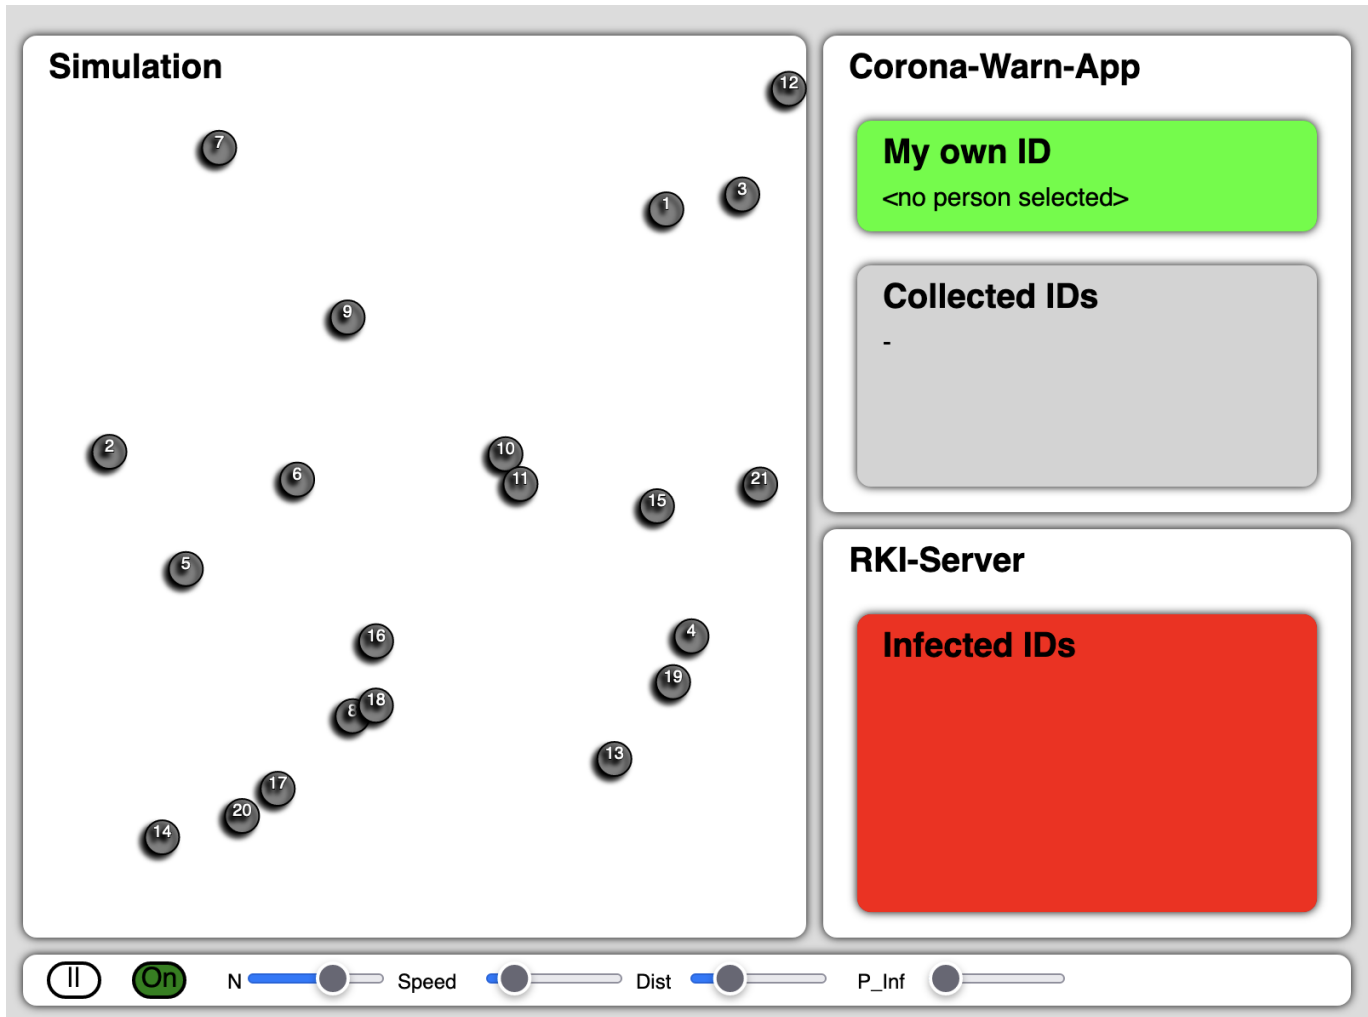 Simulation
12
7
3
1
9
2
10
6
11
21
15
5
16
4
19
18
8
13
17
20
14
Corona-Warn-App
My own ID
<no person selected>
Collected IDs
-
RKI-Server
Infected IDs
II
On
N
Speed
Dist
P_Inf